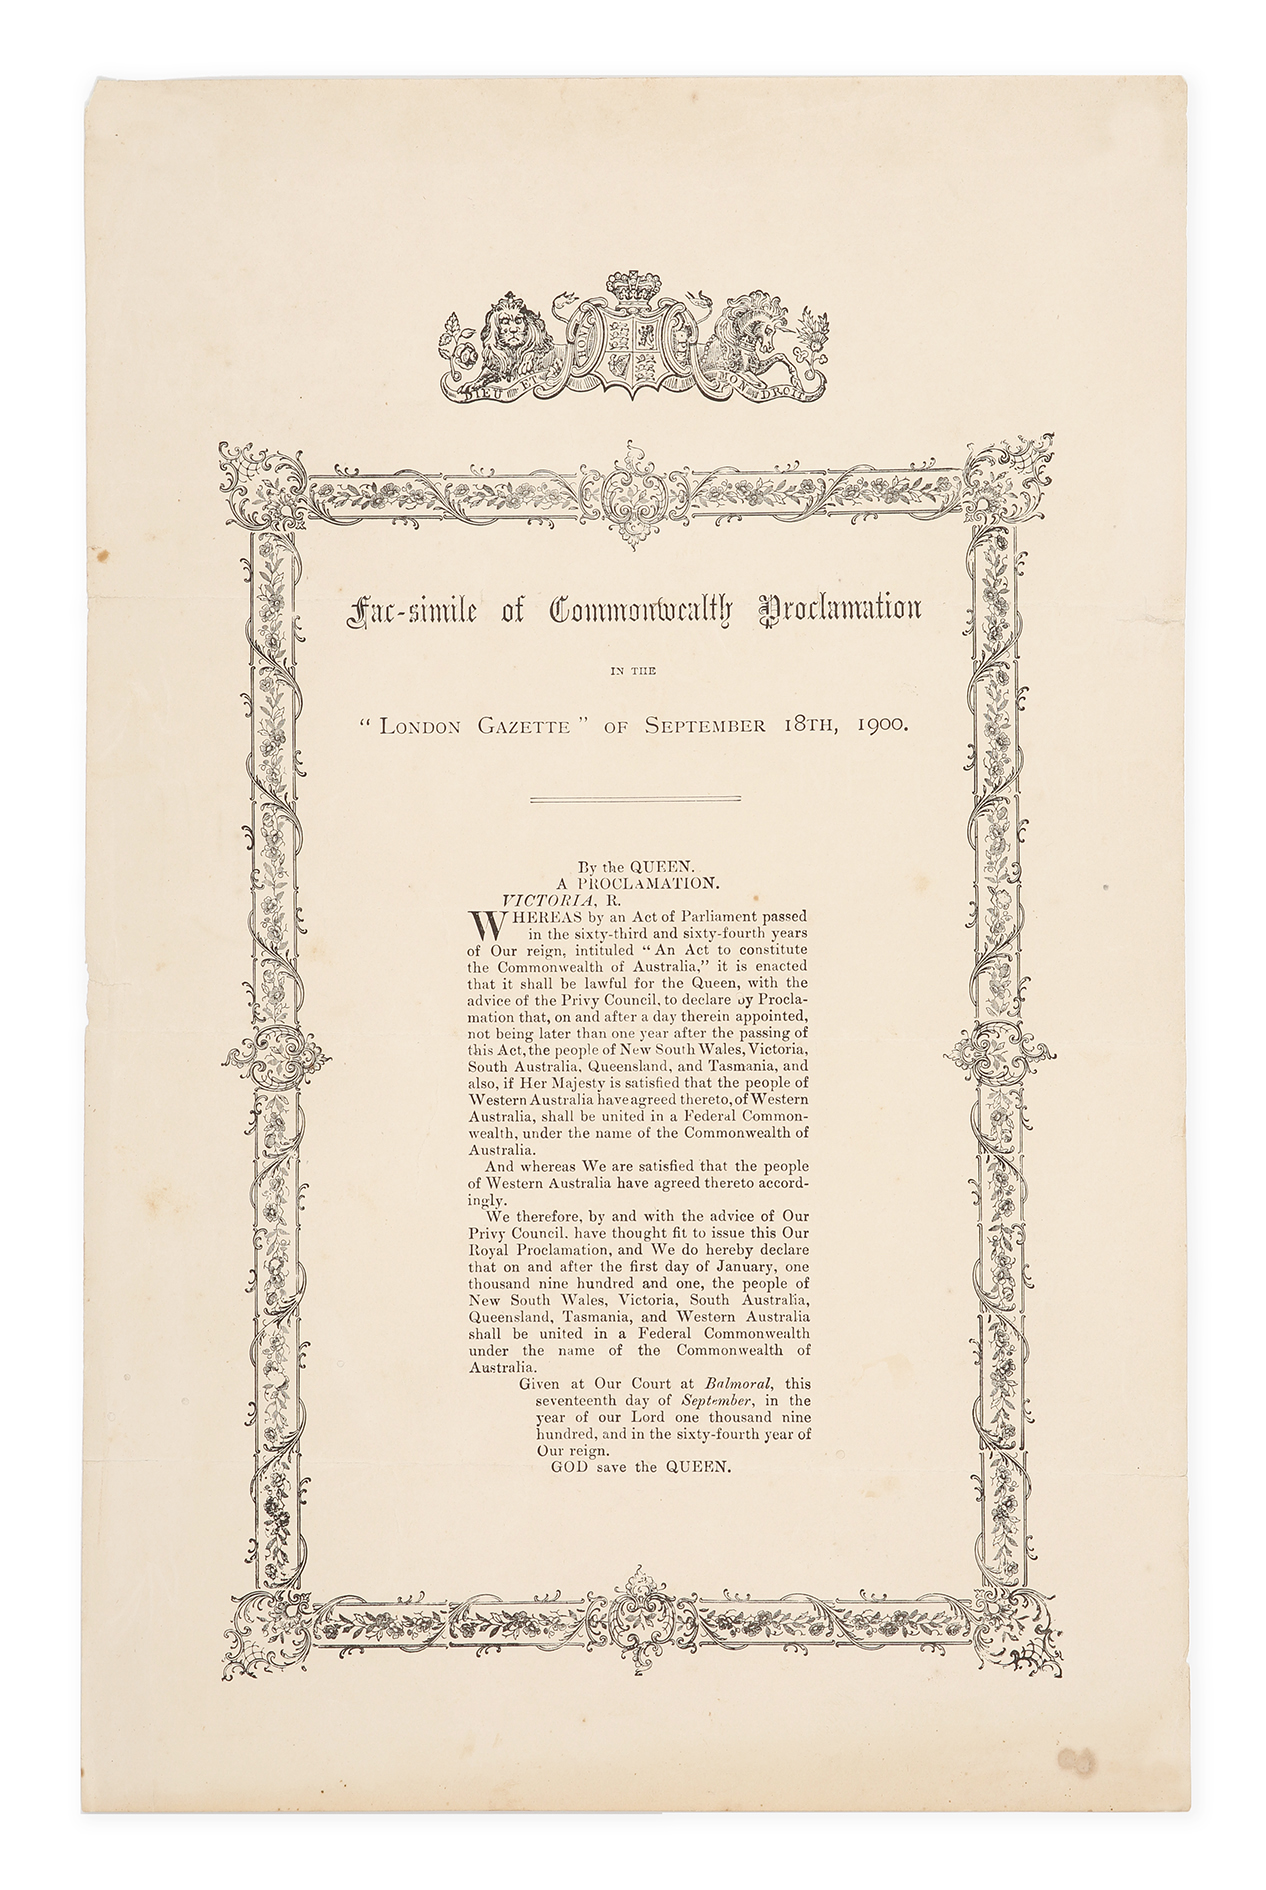 HONI
DIEU ET MON DROIT
Fac-simile of Commonwealth Proclamation
IN THE
“ LONDON GAZETTE ” OF SEPTEMBER 18TH, 1900.
By the QUEEN.
A PROCLAMATION.
VICTORIA, R.
WHEREAS by an Act of Parliament passed
in the sixty-third and sixty-fourth years
of Our reign, intituled “ An Act to constitute
the Commonwealth of Australia,” it is enacted
that it shall be lawful for the Queen, with the
advice of the Privy Council, to declare by Procla-
mation that, on and after a day therein appointed,
not being later than one year after the passing of
this Act, the people of New South Wales, Victoria,
South Australia, Queensland, and Tasmania, and
also, if Her Majesty is satisfied that the people of
Western Australia have agreed thereto, of Western
Australia, shall be united in a Federal Common-
wealth, under the name of the Commonwealth of
Australia.
And whereas We are satisfied that the people
of Western Australia have agreed thereto accord-
ingly.
We therefore, by and with the advice of Our
Privy Council. have thought fit to issue this Our
Royal Proclamation, and We do hereby declare
that on and after the first day of January, one
thousand nine hundred and one, the people of
New South Wales, Victoria, South Australia,
Queensland, Tasmania, and Western Australia
shall be united in a Federal Commonwealth
under the name of the Commonwealth of
Australia.
Given at Our Court at Balmoral, this
seventeenth day of September, in the
year of our Lord one thousand nine
hundred, and in the sixty-fourth year of
Our reign.
GOD save the QUEEN.